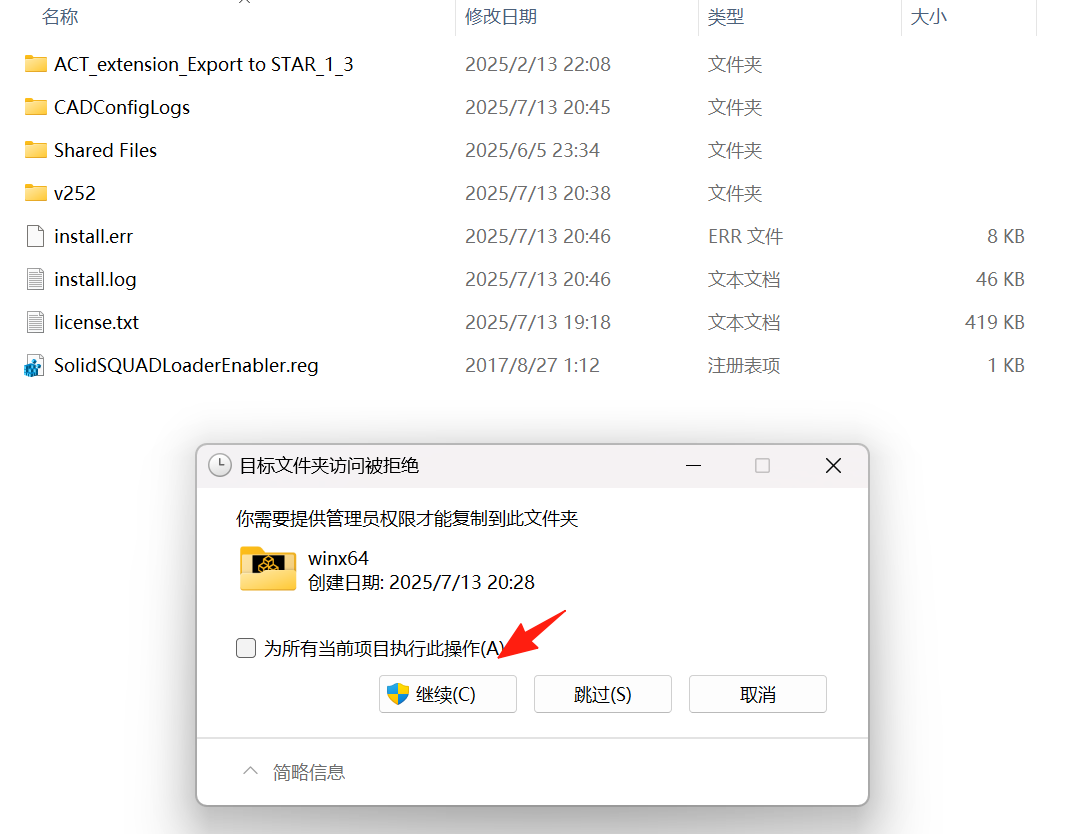 名称 修改日期 类型 大小
ACT_extension_Export to STAR_1_3 2025/2/13 22:08 文件夹
CADConfigLogs 2025/7/13 20:45 文件夹
Shared Files 2025/6/5 23:34 文件夹
v252 2025/7/13 20:38 文件夹
install.err 2025/7/13 20:46 ERR 文件 8 KB
install.log 2025/7/13 20:46 文本文档 46 KB
license.txt 2025/7/13 19:18 文本文档 419 KB
SolidSQUADLoaderEnabler.reg 2017/8/27 1:12 注册表项 1 KB
目标文件夹访问被拒绝
你需要提供管理员权限才能复制到此文件夹
winx64
创建日期: 2025/7/13 20:28
为所有当前项目执行此操作(A)
继续(C) 跳过(S) 取消
简略信息